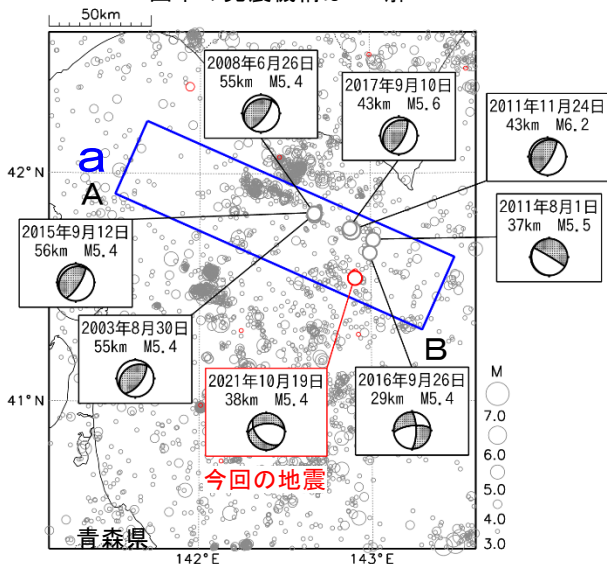 50km
2008年6月26日
55km M5.4
2017年9月10日
43km M5.6
2011年11月24日
43km M6.2
42°N
a
A
2011年8月1日
37km M5.5
2015年9月12日
56km M5.4
2003年8月30日
55km M5.4
B
2021年10月19日
38km M5.4
2016年9月26日
29km M5.4
41°N
M
7.0
6.0
5.0
4.0
3.0
今回の地震
青森県
142°E
143°E